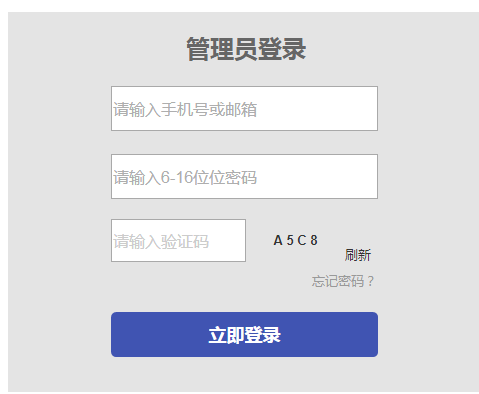 管理员登录
请输入手机号或邮箱
请输入6-16位位密码
请输入验证码
A 5 C 8
刷新
忘记密码？
立即登录